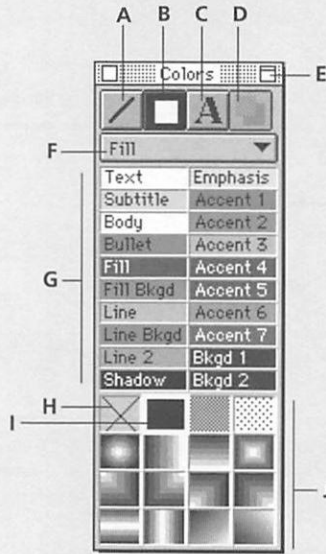 A B C D
Colors E
A
F Fill
Text Emphasis
Subtitle Accent 1
Body Accent 2
Bullet Accent 3
G Fill Accent 4
Fill Bkgd Accent 5
Line Accent 6
Line Bkgd Accent 7
Line 2 Bkgd 1
Shadow Bkgd 2
H
I
J